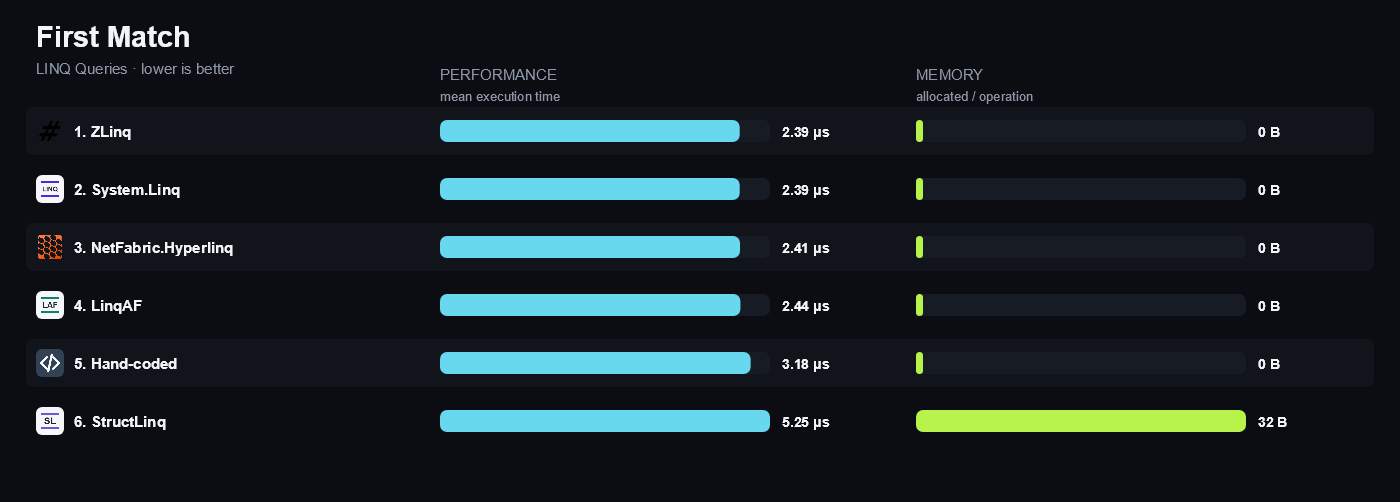 First Match
LINQ Queries · lower is better
PERFORMANCE
mean execution time
MEMORY
allocated / operation
# 1. ZLinq 2.39 µs 0 B
LINQ 2. System.Linq 2.39 µs 0 B
3. NetFabric.Hyperlinq 2.41 µs 0 B
LAF 4. LinqAF 2.44 µs 0 B
</> 5. Hand-coded 3.18 µs 0 B
SL 6. StructLinq 5.25 µs 32 B